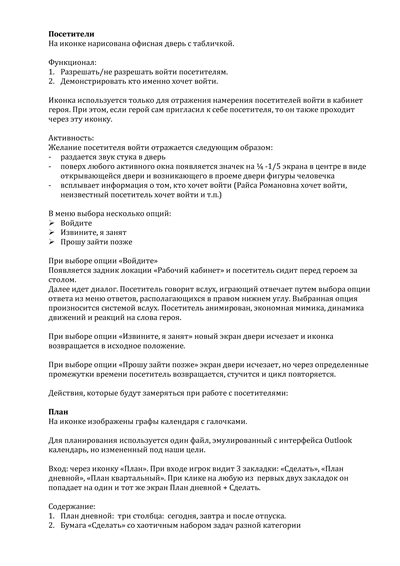 Посетители
На иконке нарисована офисная дверь с табличкой.
Функционал:
1. Разрешать/не разрешать войти посетителям.
2. Демонстрировать кто именно хочет войти.
Иконка используется только для отражения намерения посетителей войти в кабинет
героя. При этом, если герой сам пригласил к себе посетителя, то он также проходит
через эту иконку.
Активность:
Желание посетителя войти отражается следующим образом:
- раздается звук стука в дверь
- поверх любого активного окна появляется значек на ¼ -1/5 экрана в центре в виде
открывающейся двери и возникающего в проеме двери фигуры человечка
- всплывает информация о том, кто хочет войти (Раиса Романовна хочет войти,
неизвестный посетитель хочет войти и т.п.)
В меню выбора несколько опций:
➢ Войдите
➢ Извините, я занят
➢ Прошу зайти позже
При выборе опции «Войдите»
Появляется задник локации «Рабочий кабинет» и посетитель сидит перед героем за
столом.
Далее идет диалог. Посетитель говорит вслух, играющий отвечает путем выбора опции
ответа из меню ответов, располагающихся в правом нижнем углу. Выбранная опция
произносится системой вслух. Посетитель анимирован, экономная мимика, динамика
движений и реакций на слова героя.
При выборе опции «Извините, я занят» новый экран двери исчезает и иконка
возвращается в исходное положение.
При выборе опции «Прошу зайти позже» экран двери исчезает, но через определенные
промежутки времени посетитель возвращается, стучится и цикл повторяется.
Действия, которые будут замеряться при работе с посетителями:
План
На иконке изображены графы календаря с галочками.
Для планирования используется один файл, эмулированный с интерфейса Outlook
календарь, но измененный под наши цели.
Вход: через иконку «План». При входе игрок видит 3 закладки: «Сделать», «План
дневной», «План квартальный». При клике на любую из первых двух закладок он
попадает на один и тот же экран План дневной + Сделать.
Содержание:
1. План дневной: три столбца: сегодня, завтра и после отпуска.
2. Бумага «Сделать» со хаотичным набором задач разной категории